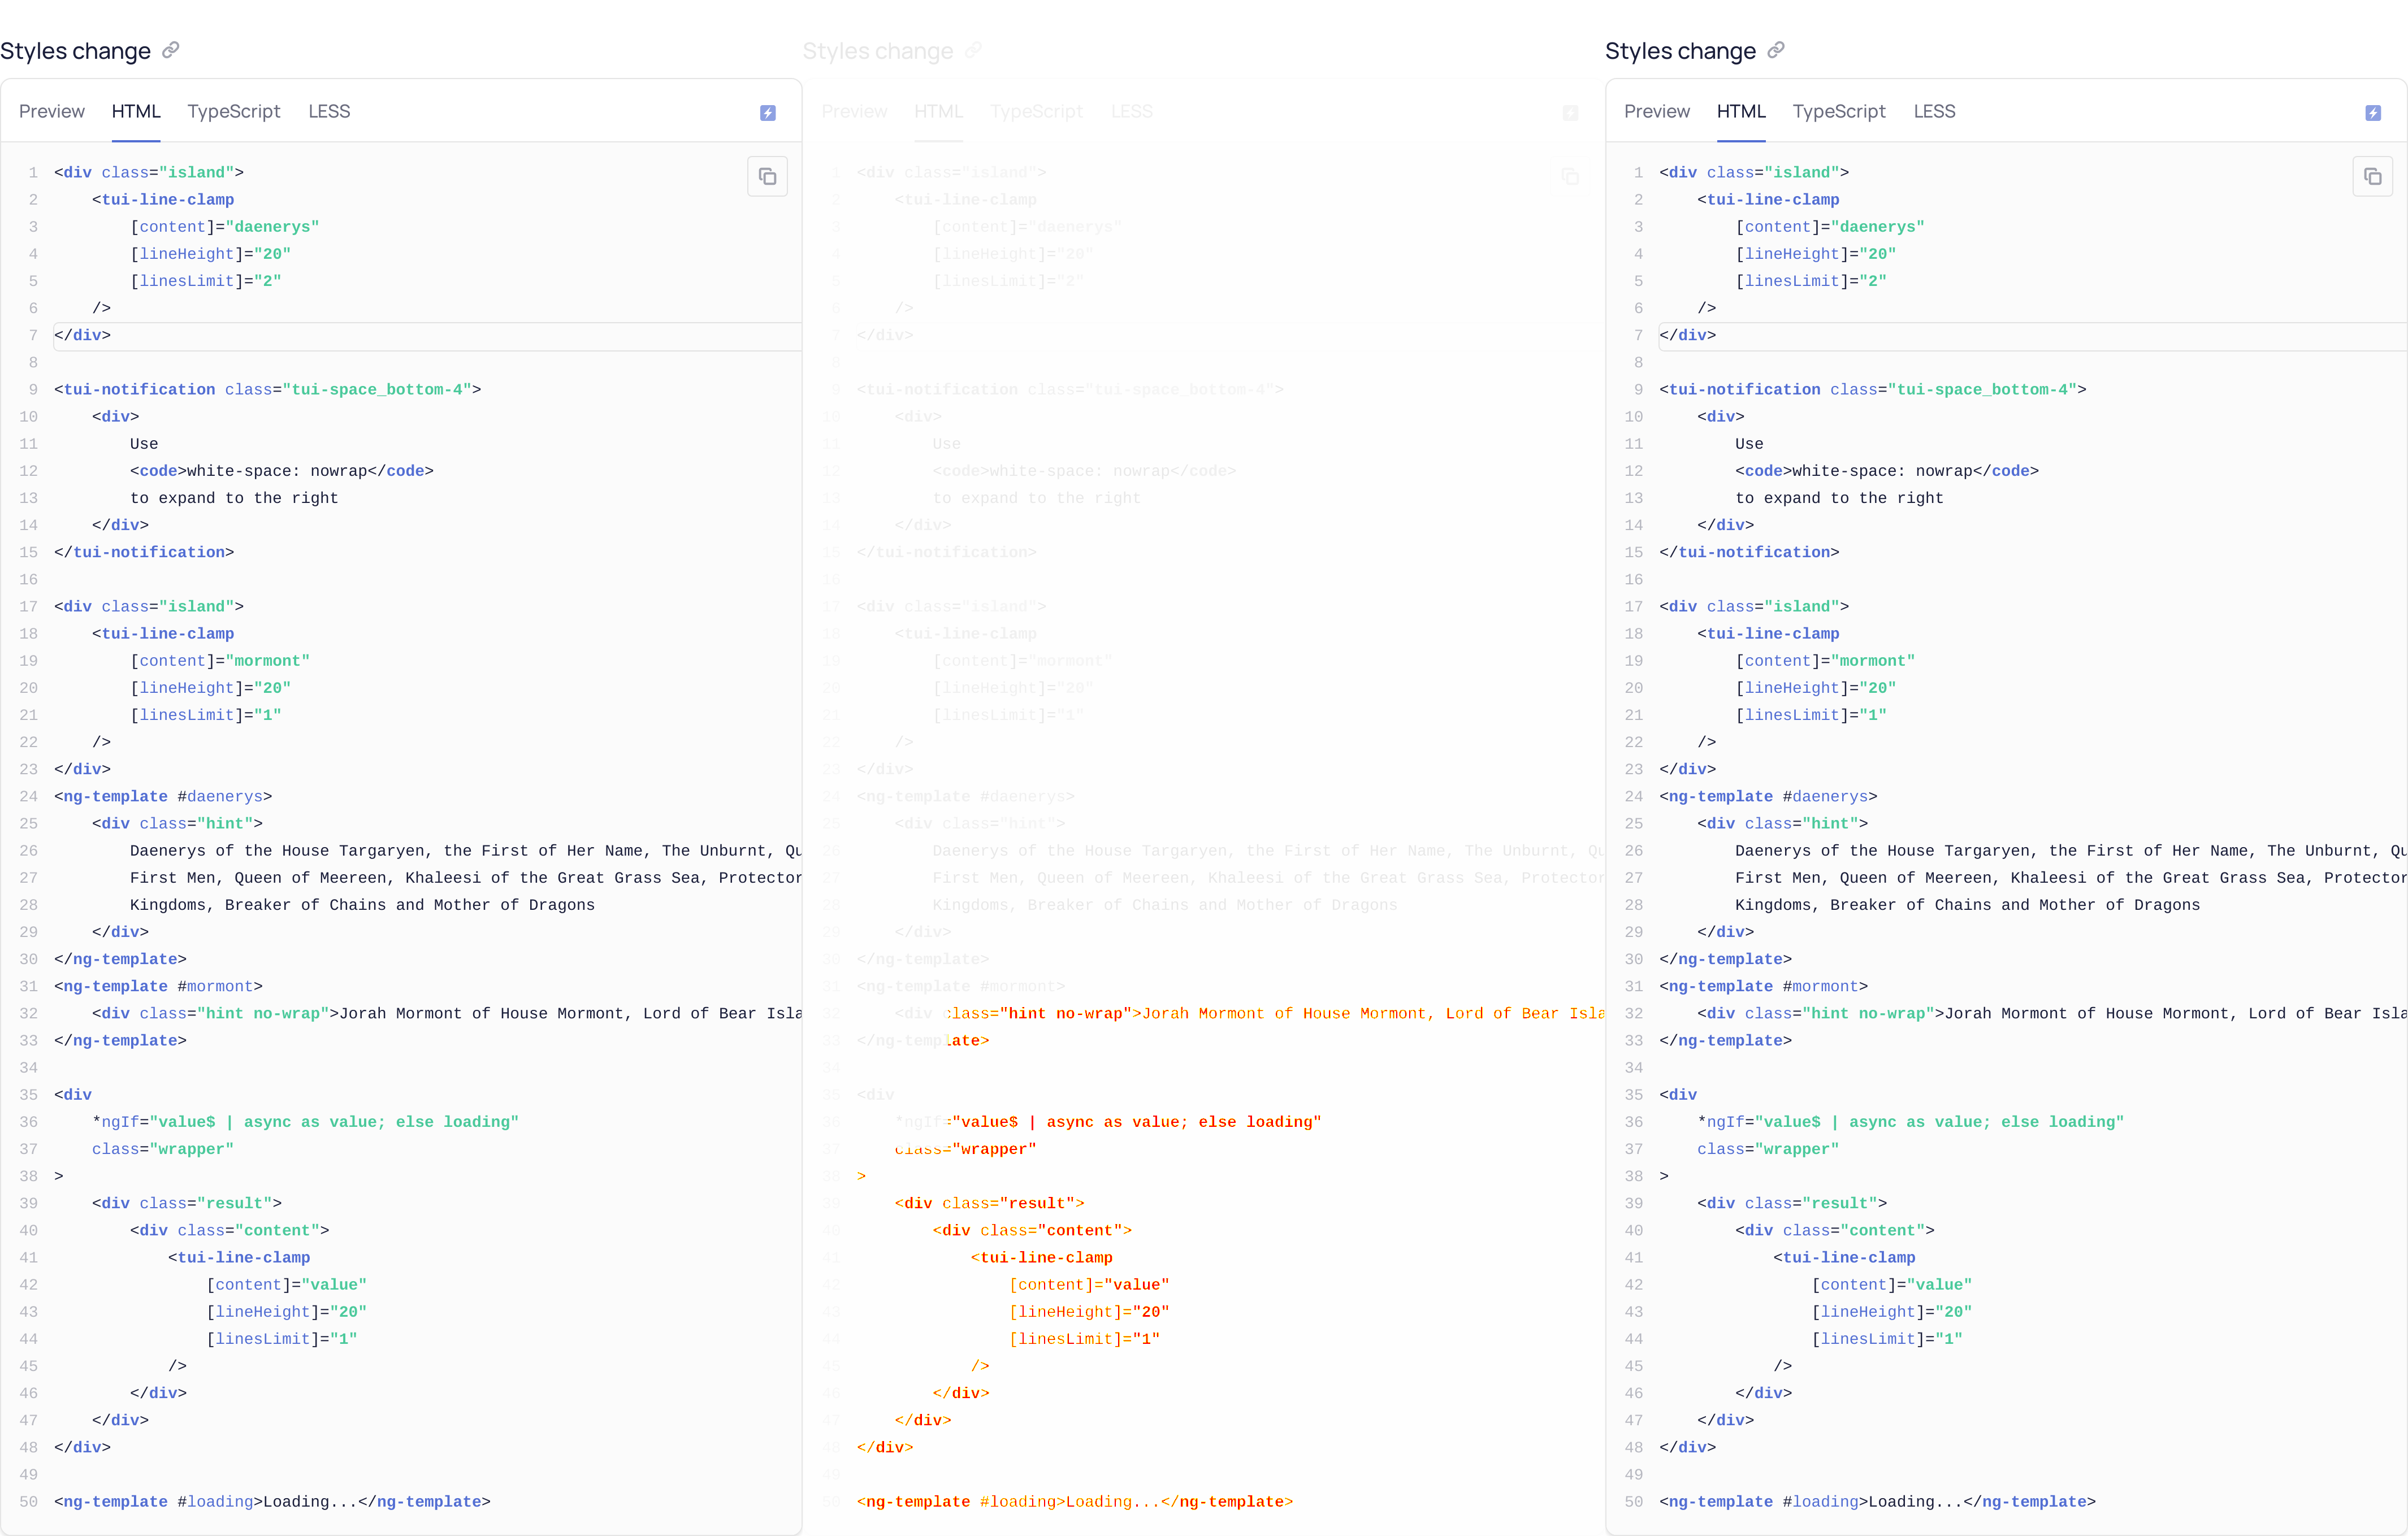 Styles change
Preview HTML TypeScript LESS
1 <div class="island">
2 <tui-line-clamp
3 [content]="daenerys"
4 [lineHeight]="20"
5 [linesLimit]="2"
6 />
7 </div>
8
9 <tui-notification class="tui-space_bottom-4">
10 <div>
11 Use
12 <code>white-space: nowrap</code>
13 to expand to the right
14 </div>
15 </tui-notification>
16
17 <div class="island">
18 <tui-line-clamp
19 [content]="mormont"
20 [lineHeight]="20"
21 [linesLimit]="1"
22 />
23 </div>
24 <ng-template #daenerys>
25 <div class="hint">
26 Daenerys of the House Targaryen, the First of Her Name, The Unburnt, Qu
27 First Men, Queen of Meereen, Khaleesi of the Great Grass Sea, Protector
28 Kingdoms, Breaker of Chains and Mother of Dragons
29 </div>
30 </ng-template>
31 <ng-template #mormont>
32 <div class="hint no-wrap">Jorah Mormont of House Mormont, Lord of Bear Isla
33 </ng-template>
34
35 <div
36 *ngIf="value$ | async as value; else loading"
37 class="wrapper"
38 >
39 <div class="result">
40 <div class="content">
41 <tui-line-clamp
42 [content]="value"
43 [lineHeight]="20"
44 [linesLimit]="1"
45 />
46 </div>
47 </div>
48 </div>
49
50 <ng-template #loading>Loading...</ng-template>
Styles change
Preview HTML TypeScript LESS
1 <div class="island">
2 <tui-line-clamp
3 [content]="daenerys"
4 [lineHeight]="20"
5 [linesLimit]="2"
6 />
7 </div>
8
9 <tui-notification class="tui-space_bottom-4">
10 <div>
11 Use
12 <code>white-space: nowrap</code>
13 to expand to the right
14 </div>
15 </tui-notification>
16
17 <div class="island">
18 <tui-line-clamp
19 [content]="mormont"
20 [lineHeight]="20"
21 [linesLimit]="1"
22 />
23 </div>
24 <ng-template #daenerys>
25 <div class="hint">
26 Daenerys of the House Targaryen, the First of Her Name, The Unburnt, Qu
27 First Men, Queen of Meereen, Khaleesi of the Great Grass Sea, Protector
28 Kingdoms, Breaker of Chains and Mother of Dragons
29 </div>
30 </ng-template>
31 <ng-template #mormont>
32 <div class="hint no-wrap">Jorah Mormont of House Mormont, Lord of Bear Isla
33 </ng-template>
34
35 <div
36 *ngIf="value$ | async as value; else loading"
37 class="wrapper"
38 >
39 <div class="result">
40 <div class="content">
41 <tui-line-clamp
42 [content]="value"
43 [lineHeight]="20"
44 [linesLimit]="1"
45 />
46 </div>
47 </div>
48 </div>
49
50 <ng-template #loading>Loading...</ng-template>
Styles change
Preview HTML TypeScript LESS
1 <div class="island">
2 <tui-line-clamp
3 [content]="daenerys"
4 [lineHeight]="20"
5 [linesLimit]="2"
6 />
7 </div>
8
9 <tui-notification class="tui-space_bottom-4">
10 <div>
11 Use
12 <code>white-space: nowrap</code>
13 to expand to the right
14 </div>
15 </tui-notification>
16
17 <div class="island">
18 <tui-line-clamp
19 [content]="mormont"
20 [lineHeight]="20"
21 [linesLimit]="1"
22 />
23 </div>
24 <ng-template #daenerys>
25 <div class="hint">
26 Daenerys of the House Targaryen, the First of Her Name, The Unburnt, Qu
27 First Men, Queen of Meereen, Khaleesi of the Great Grass Sea, Protector
28 Kingdoms, Breaker of Chains and Mother of Dragons
29 </div>
30 </ng-template>
31 <ng-template #mormont>
32 <div class="hint no-wrap">Jorah Mormont of House Mormont, Lord of Bear Isla
33 </ng-template>
34
35 <div
36 *ngIf="value$ | async as value; else loading"
37 class="wrapper"
38 >
39 <div class="result">
40 <div class="content">
41 <tui-line-clamp
42 [content]="value"
43 [lineHeight]="20"
44 [linesLimit]="1"
45 />
46 </div>
47 </div>
48 </div>
49
50 <ng-template #loading>Loading...</ng-template>